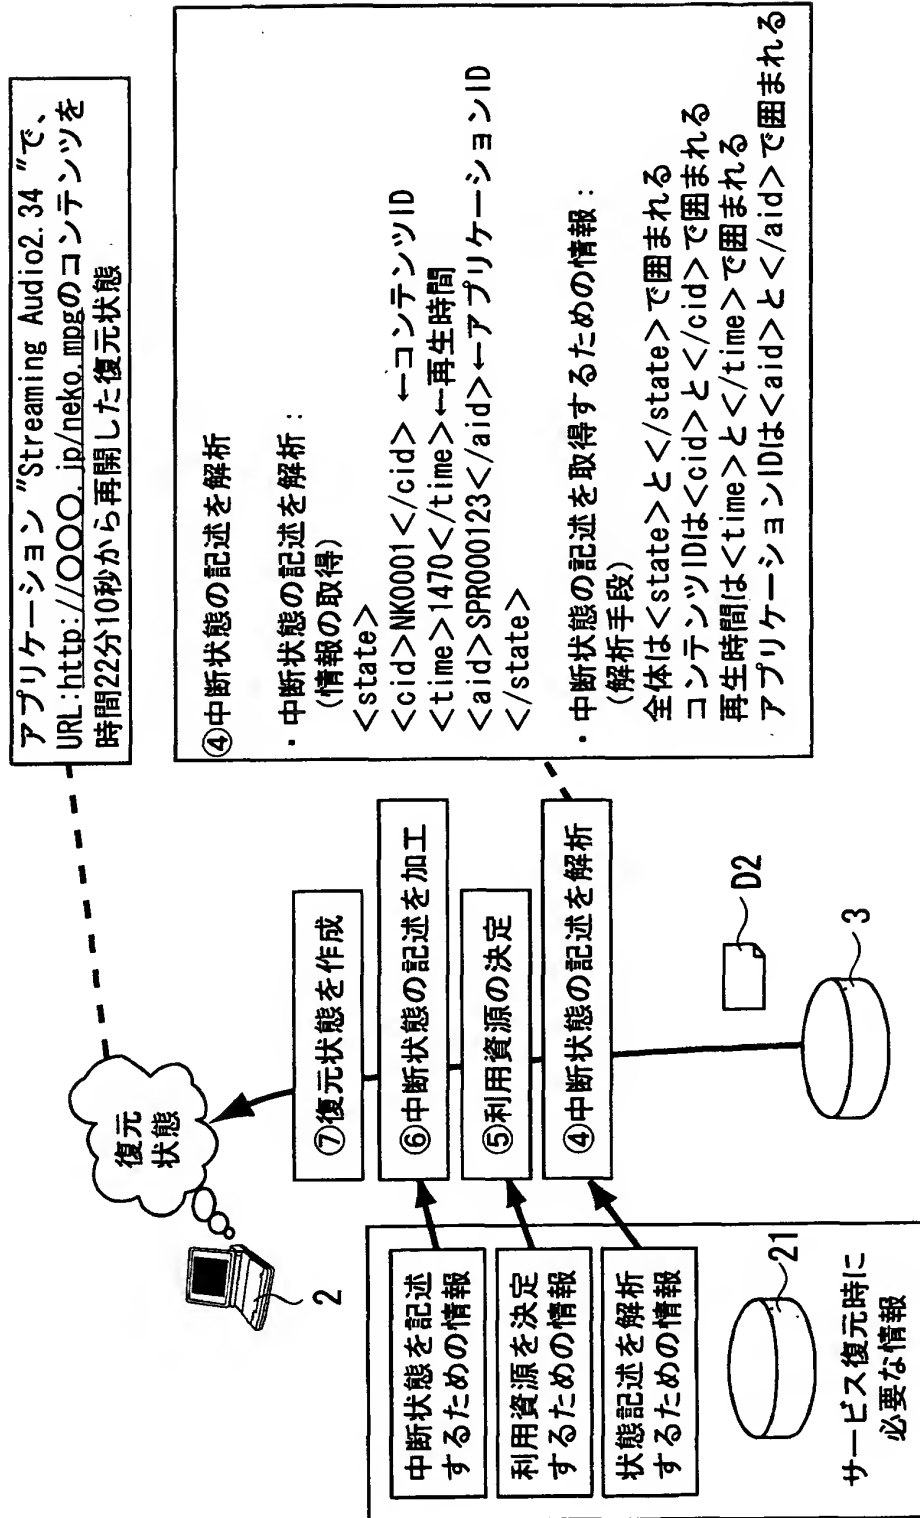 アプリケーション "Streaming Audio2.34 "で、
URL:http://〇〇〇.jp/neko.mpgのコンテンツを
時間22分10秒から再開した復元状態
復元
状態
2
⑦復元状態を作成
⑥中断状態の記述を加工
⑤利用資源の決定
④中断状態の記述を解析
D2
3
④中断状態の記述を解析
・中断状態の記述を解析:
(情報の取得)
<state>
<cid>NK0001</cid> ←コンテンツID
<time>1470</time>←再生時間
<aid>SPR000123</aid>←アプリケーションID
</state>
・中断状態の記述を取得するための情報:
(解析手段)
全体は<state>と</state>で囲まれる
コンテンツIDは<cid>と</cid>で囲まれる
再生時間は<time>と</time>で囲まれる
アプリケーションIDは<aid>と</aid>で囲まれる
中断状態を記述
するための情報
利用資源を決定
するための情報
状態記述を解析
するための情報
21
サービス復元時に
必要な情報